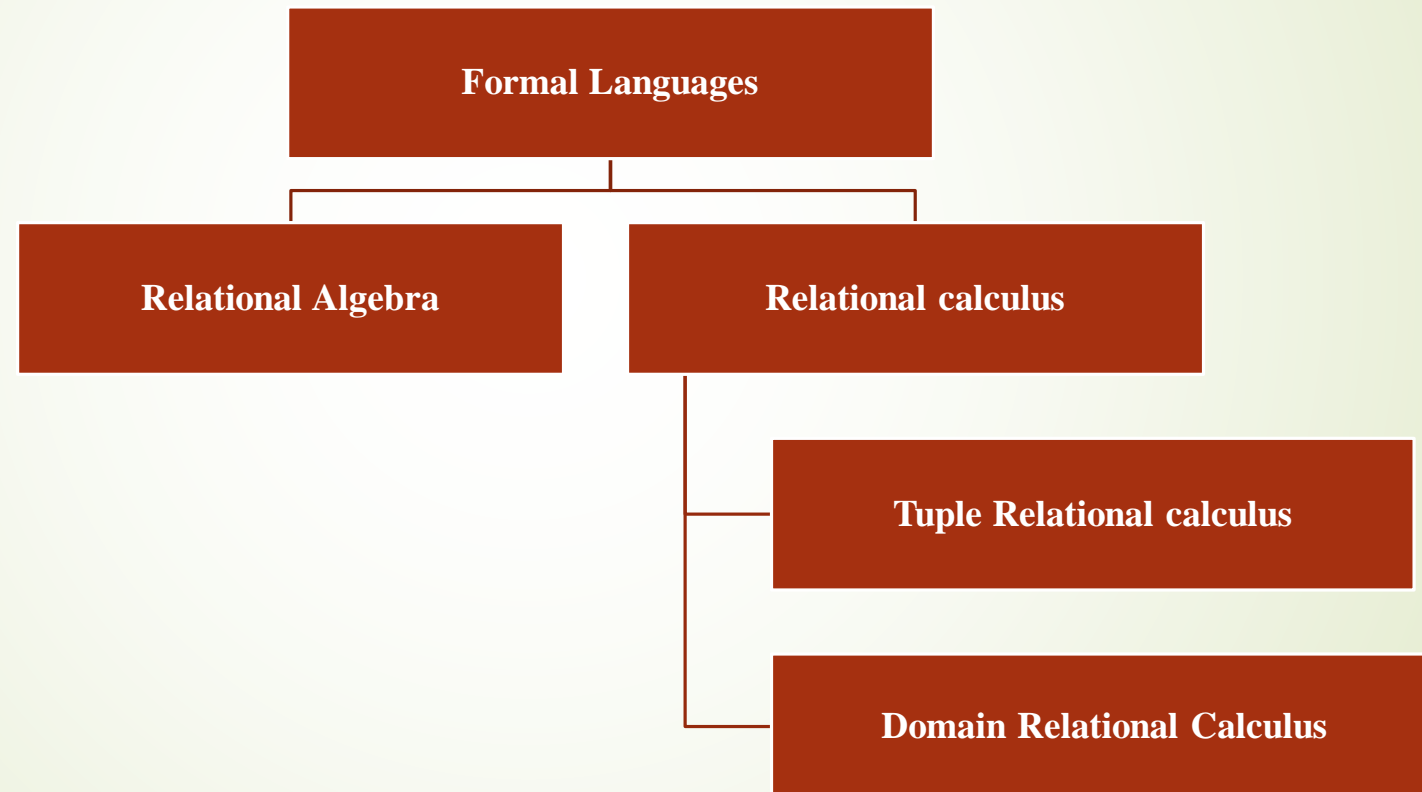 Formal Languages
Relational Algebra
Relational calculus
Tuple Relational calculus
Domain Relational Calculus